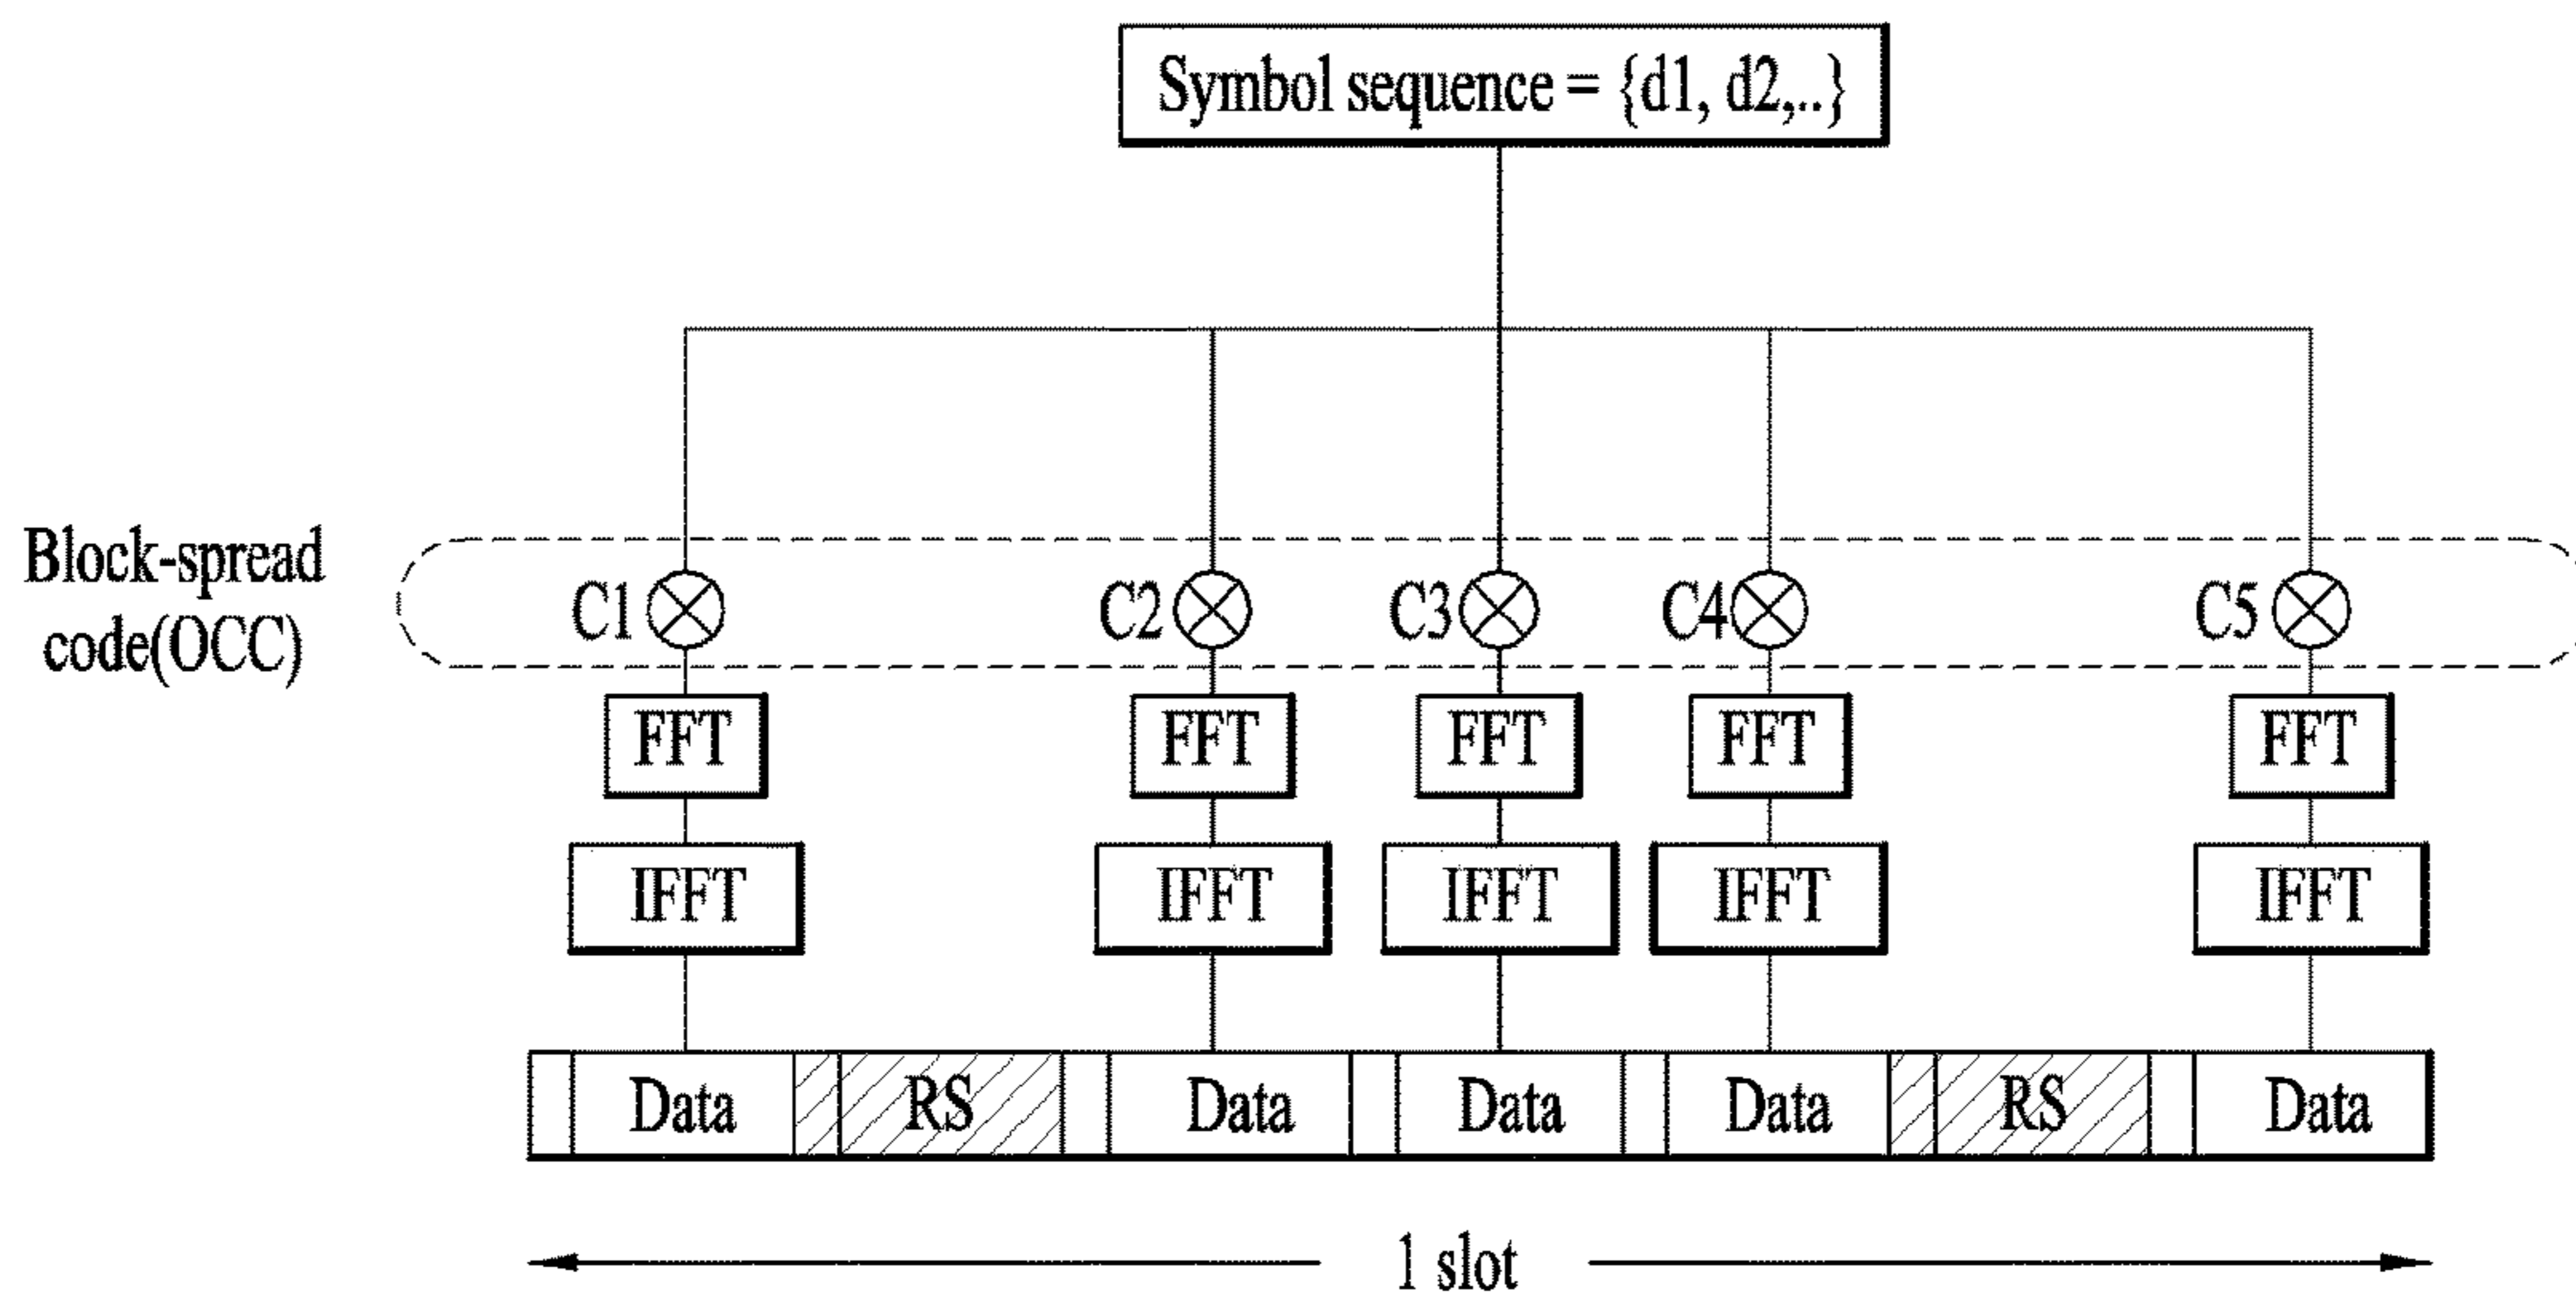 Symbol sequence = {d1, d2,..}
Block-spread
code(OCC)
C1 C2 C3 C4 C5
FFT FFT FFT FFT FFT
IFFT IFFT IFFT IFFT IFFT
Data RS Data Data Data RS Data
1 slot